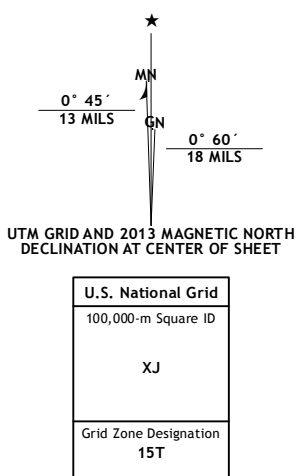 ★
MN
0° 45´
13 MILS
GN
0° 60´
18 MILS
UTM GRID AND 2013 MAGNETIC NORTH
DECLINATION AT CENTER OF SHEET
U.S. National Grid
100,000-m Square ID
XJ
Grid Zone Designation
15T